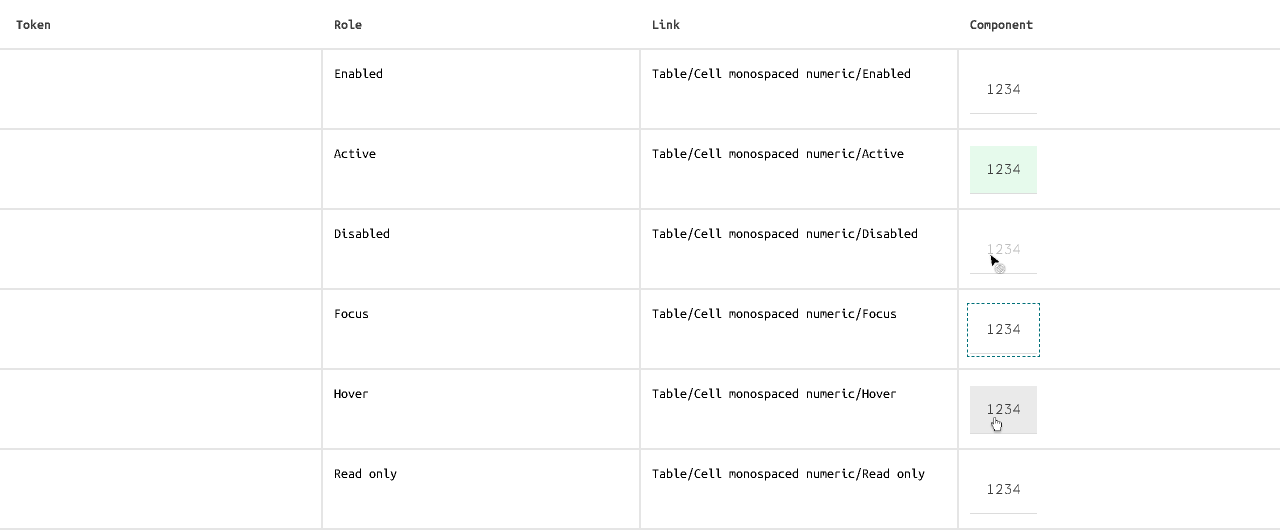 Token Role Link Component
Enabled Table/Cell monospaced numeric/Enabled 1234
Active Table/Cell monospaced numeric/Active 1234
Disabled Table/Cell monospaced numeric/Disabled 1234
Focus Table/Cell monospaced numeric/Focus 1234
Hover Table/Cell monospaced numeric/Hover 1234
Read only Table/Cell monospaced numeric/Read only 1234